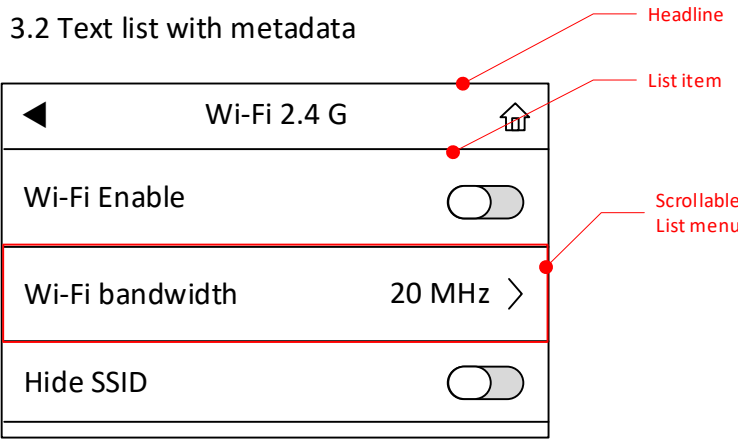 3.2 Text list with metadata
Headline
List item
Wi-Fi 2.4 G
Wi-Fi Enable
Scrollable
List menu
Wi-Fi bandwidth 20 MHz
Hide SSID